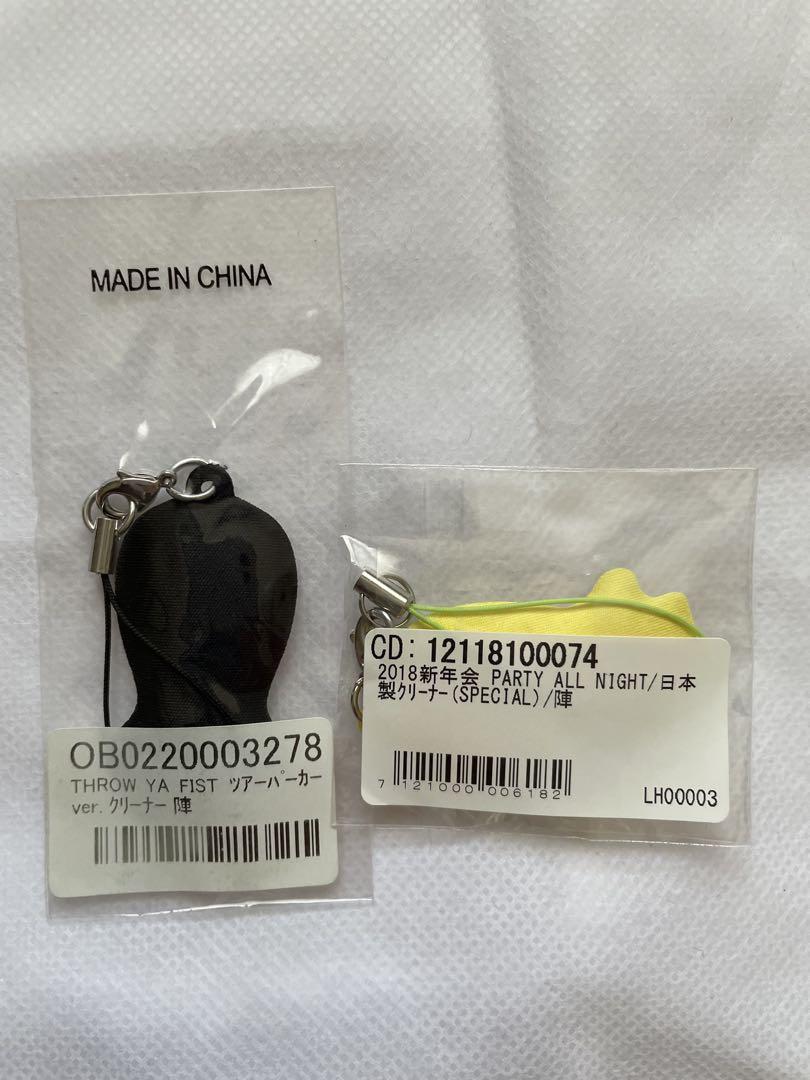 MADE IN CHINA
OB0220003278
THROW YA FIST ツアーパーカー
ver. クリーナー 陣
CD: 12118100074
2018新年会 PARTY ALL NIGHT/日本
製クリーナー(SPECIAL)/陣
7 121000 006182
LH00003